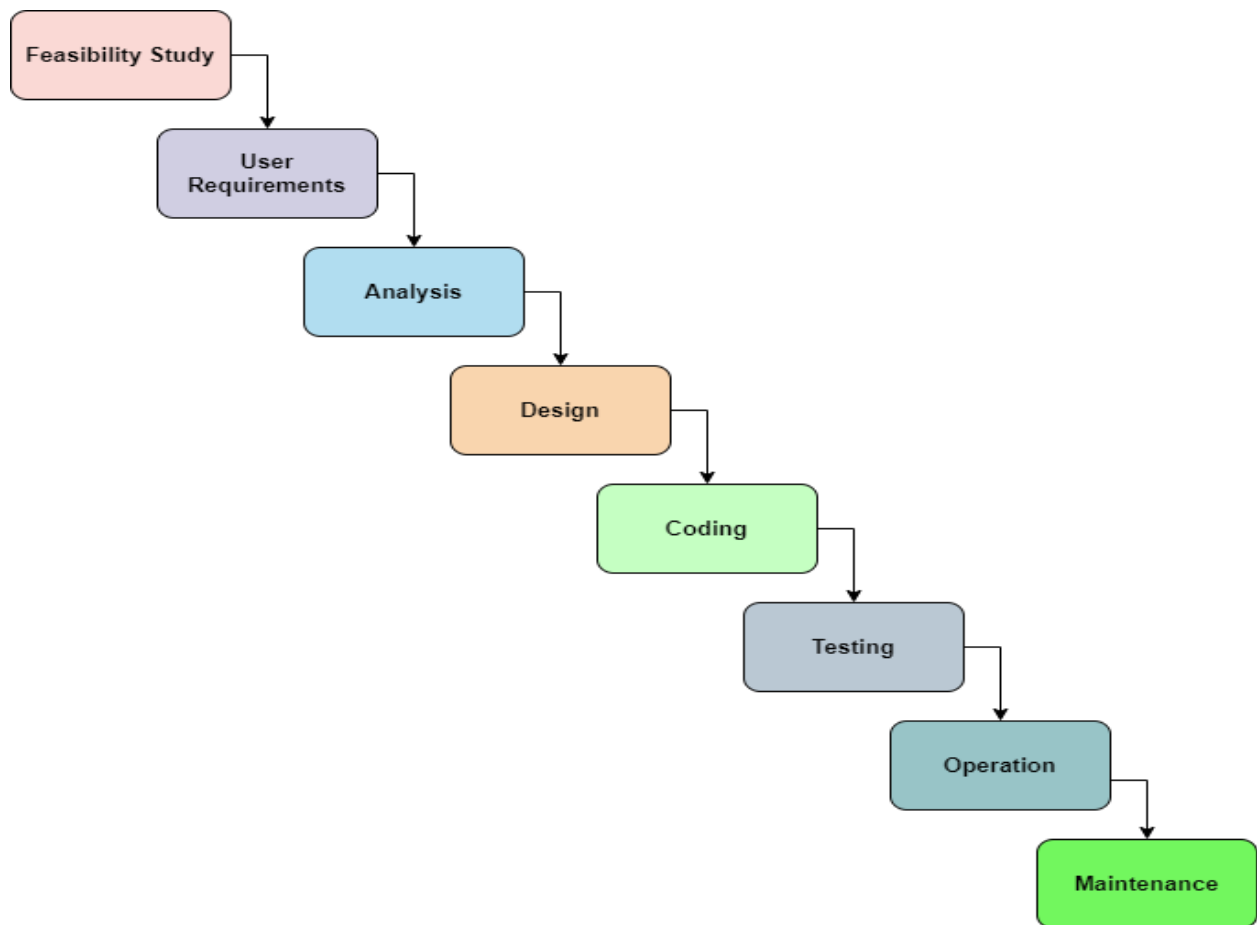 Feasibility Study
User
Requirements
Analysis
Design
Coding
Testing
Operation
Maintenance